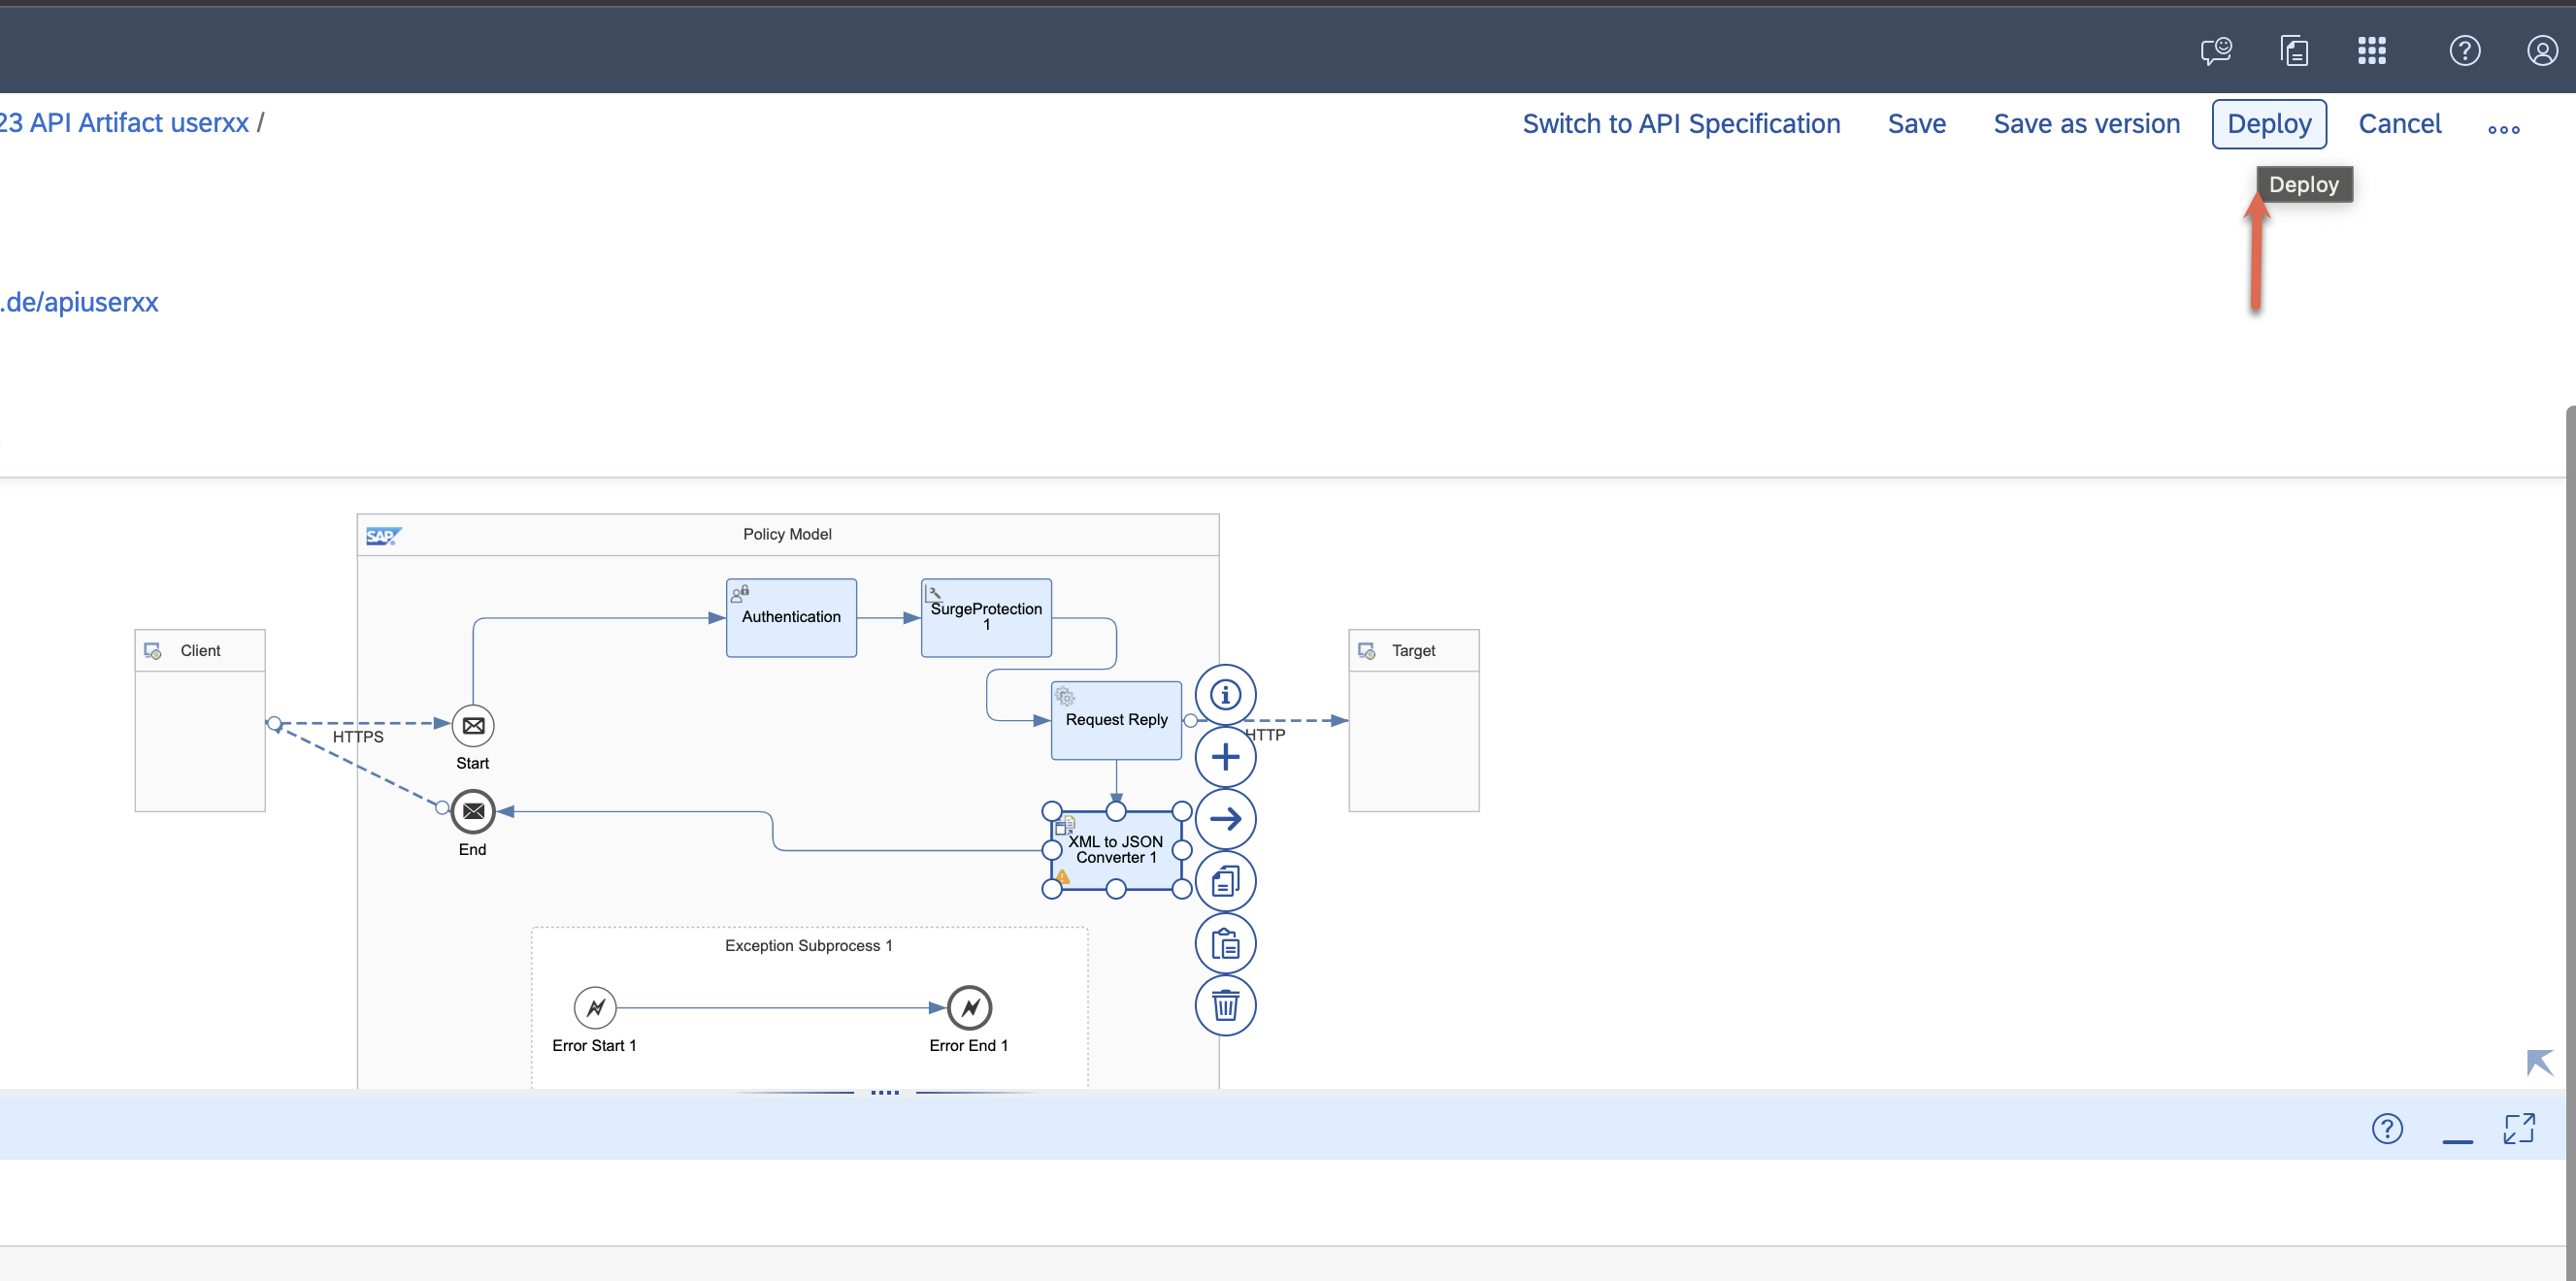 23 API Artifact userxx /
Switch to API Specification
Save
Save as version
Deploy
Cancel
Deploy
.de/apiuserxx
SAP
Policy Model
Authentication
SurgeProtection
1
Client
Target
Request Reply
HTTPS
HTTP
Start
XML to JSON
Converter 1
End
Exception Subprocess 1
Error Start 1
Error End 1